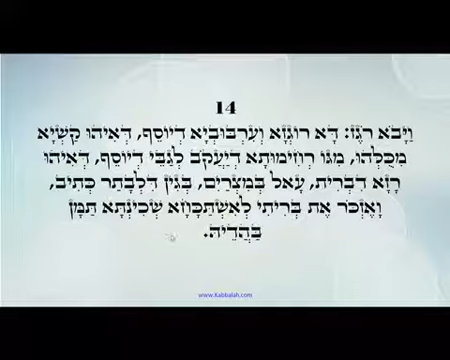 14
וַיָּבֹא רֹגֶז: דָּא רוּגְזָא וְעִרְבּוּבְיָא דְיוֹסֵף, דְּאִיהוּ קַשְׁיָא
מִכֻּלְּהוּ, מִגּוֹ רְחִימוּתָא דְיַעֲקֹב לְגַבֵּי דְיוֹסֵף, דְּאִיהוּ
רָזָא דִבְרִית, עָאל בְּמִצְרַיִם, בְּגִין דִּלְבָתַר כְּתִיב,
וָאֶזְכֹּר אֶת בְּרִיתִי לְאִשְׁתַּכְּחָא שְׁכִינְתָּא תַּמָּן
בַּהֲדֵיהּ.
www.Kabbalah.com